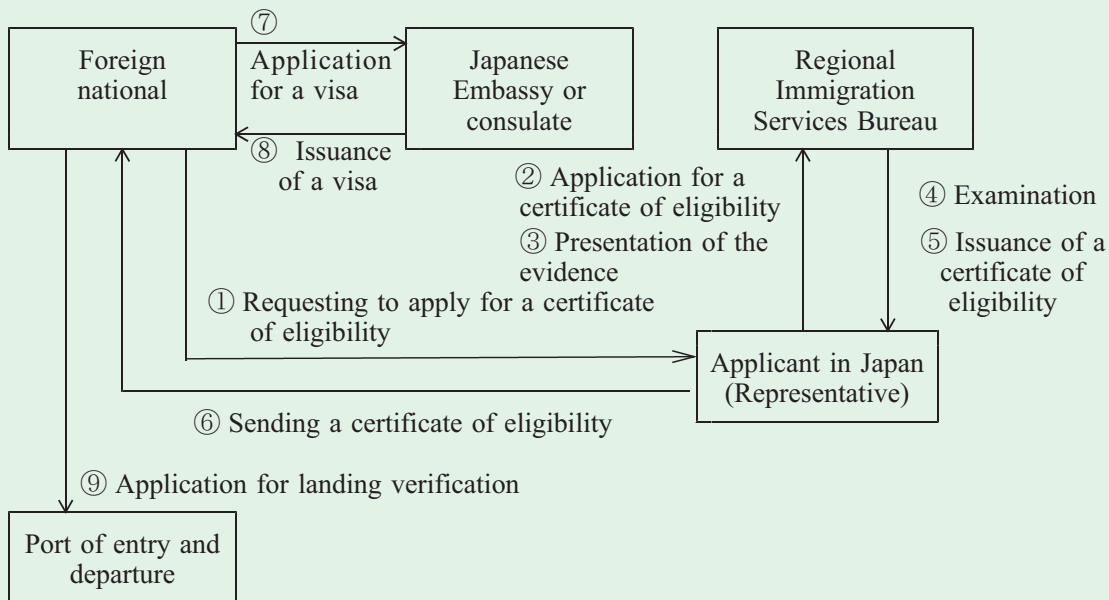 ⑦
Application
for a visa
Foreign
national
Japanese
Embassy or
consulate
Regional
Immigration
Services Bureau
⑧ Issuance
of a visa
② Application for a
certificate of eligibility
③ Presentation of the
evidence
④ Examination
⑤ Issuance of a
certificate of
eligibility
① Requesting to apply for a certificate
of eligibility
Applicant in Japan
(Representative)
⑥ Sending a certificate of eligibility
⑨ Application for landing verification
Port of entry and
departure